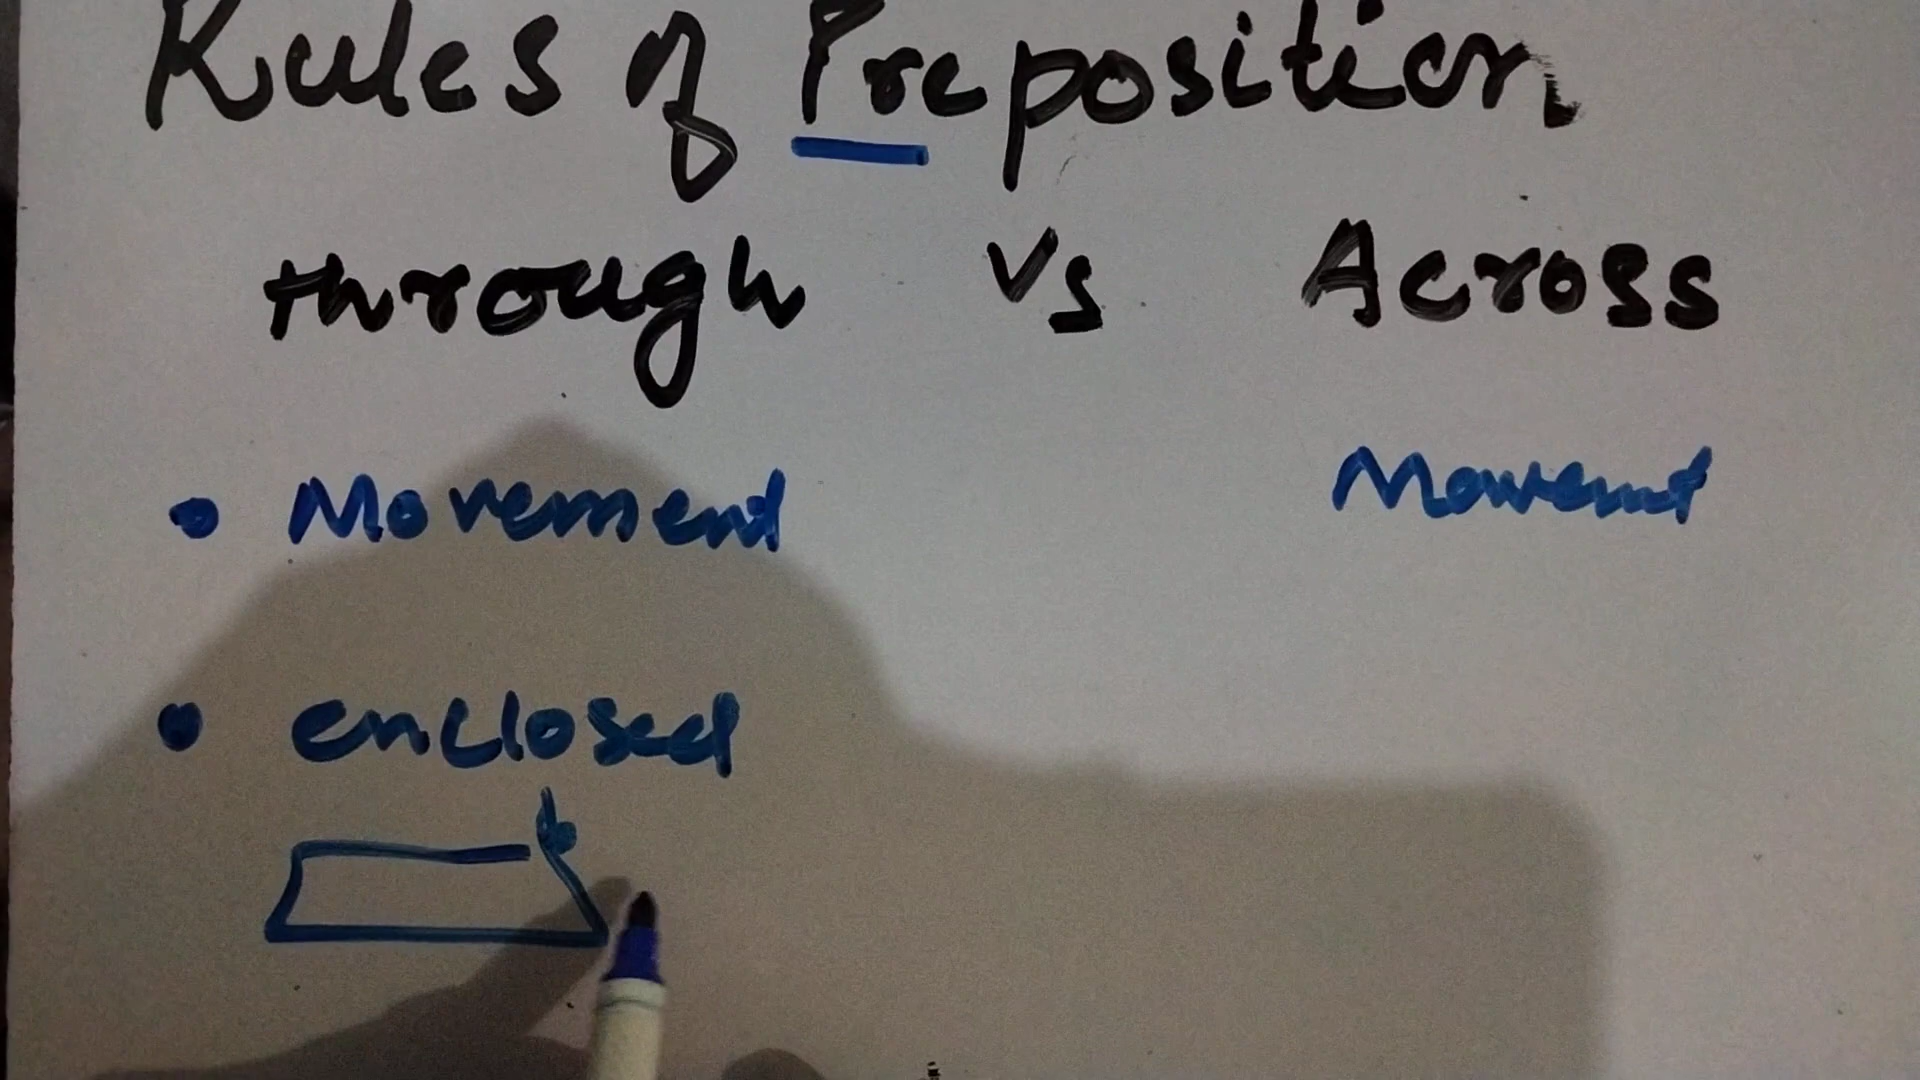 Rules of Preposition
through Vs Across
• Movement Movement
• enclosed